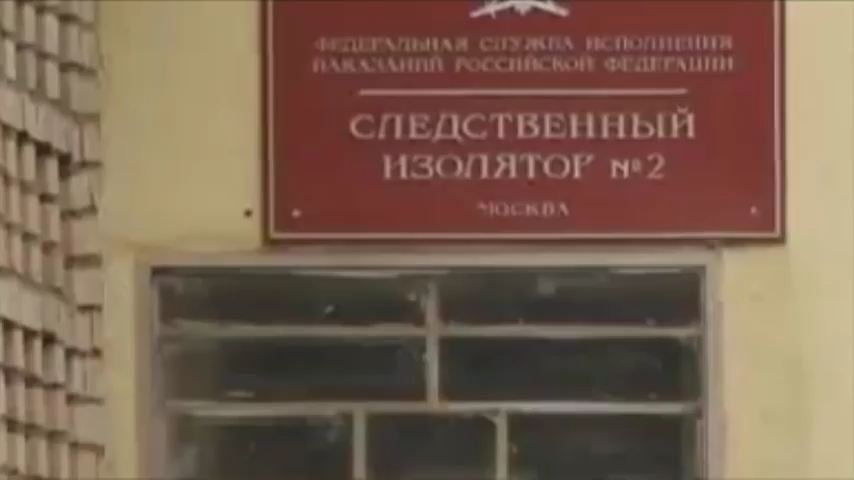 ФЕДЕРАЛЬНАЯ СЛУЖБА ИСПОЛНЕНИЯ
НАКАЗАНИЙ РОССИЙСКОЙ ФЕДЕРАЦИИ
СЛЕДСТВЕННЫЙ
ИЗОЛЯТОР №2
МОСКВА